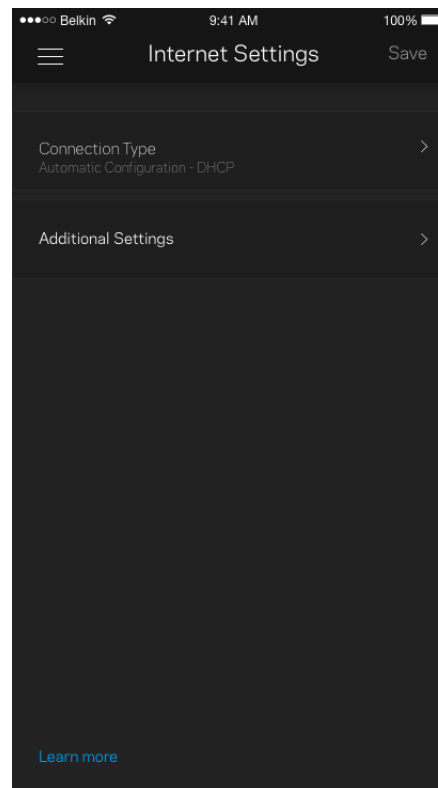 Belkin 9:41 AM 100%
Internet Settings Save
Connection Type
Automatic Configuration - DHCP
Additional Settings
Learn more